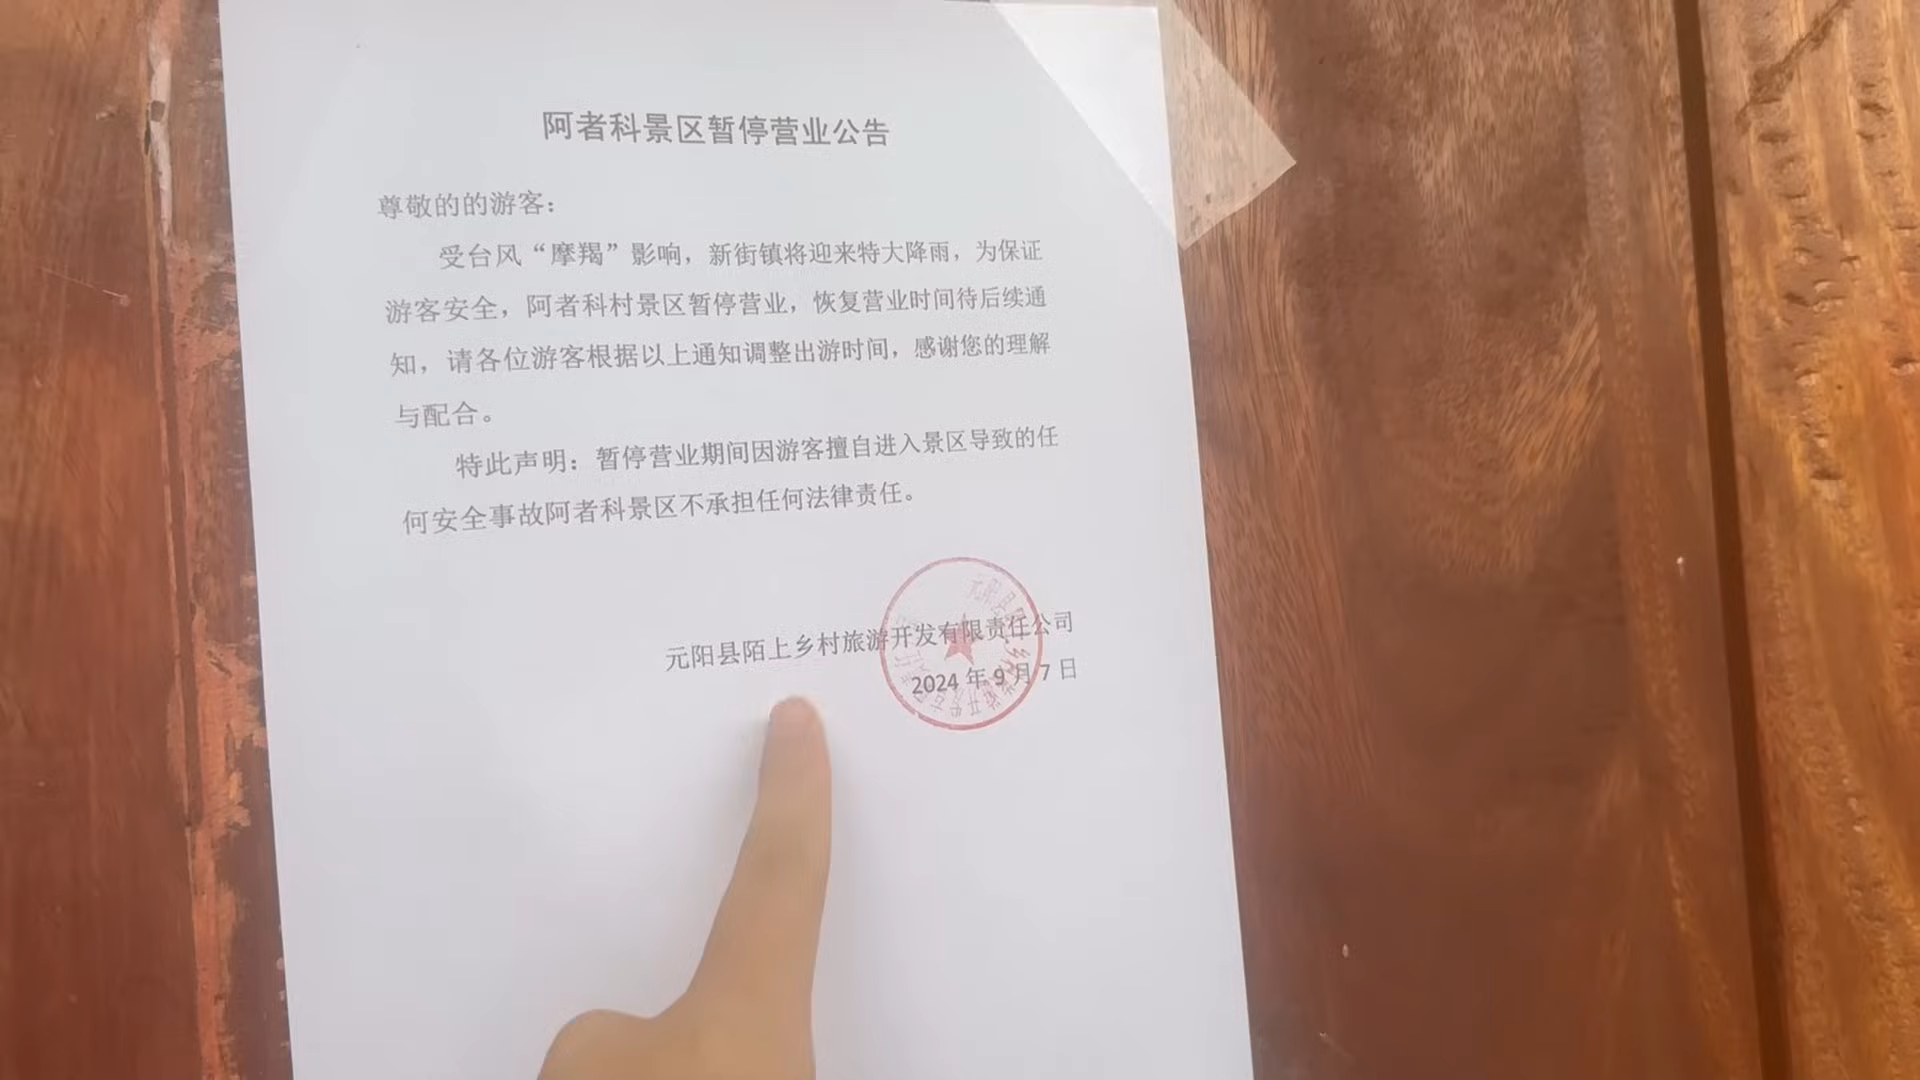 阿者科景区暂停营业公告
尊敬的的游客：
受台风“摩羯”影响，新街镇将迎来特大降雨，为保证
游客安全，阿者科村景区暂停营业，恢复营业时间待后续通
知，请各位游客根据以上通知调整出游时间，感谢您的理解
与配合。
特此声明：暂停营业期间因游客擅自进入景区导致的任
何安全事故阿者科景区不承担任何法律责任。
元阳县陌上乡村旅游开发有限责任公司
2024年9月7日